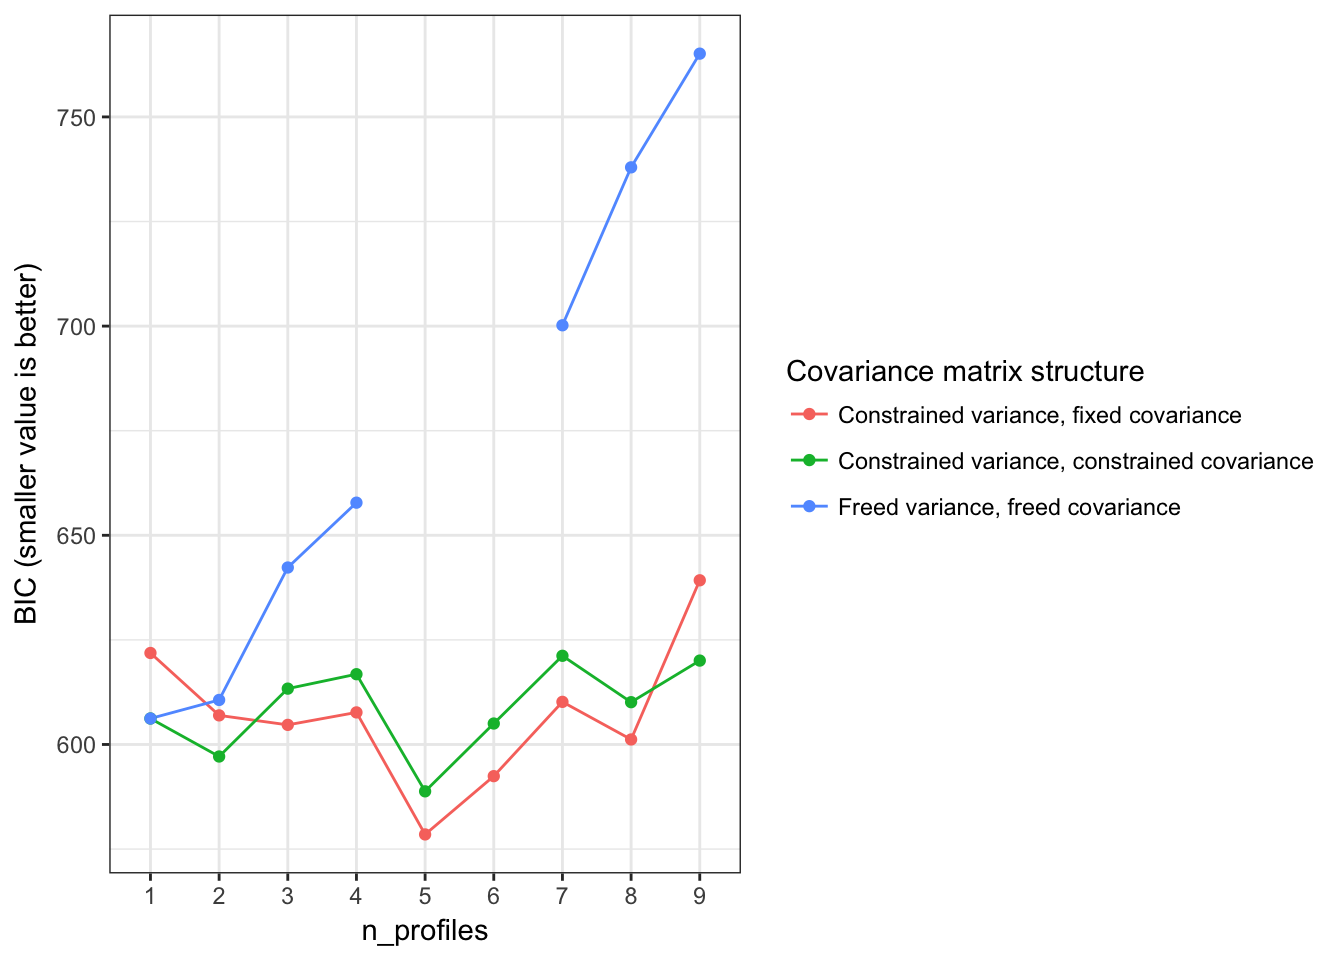 750
700
650
600
BIC (smaller value is better)
1 2 3 4 5 6 7 8 9
n_profiles
Covariance matrix structure
Constrained variance, fixed covariance
Constrained variance, constrained covariance
Freed variance, freed covariance